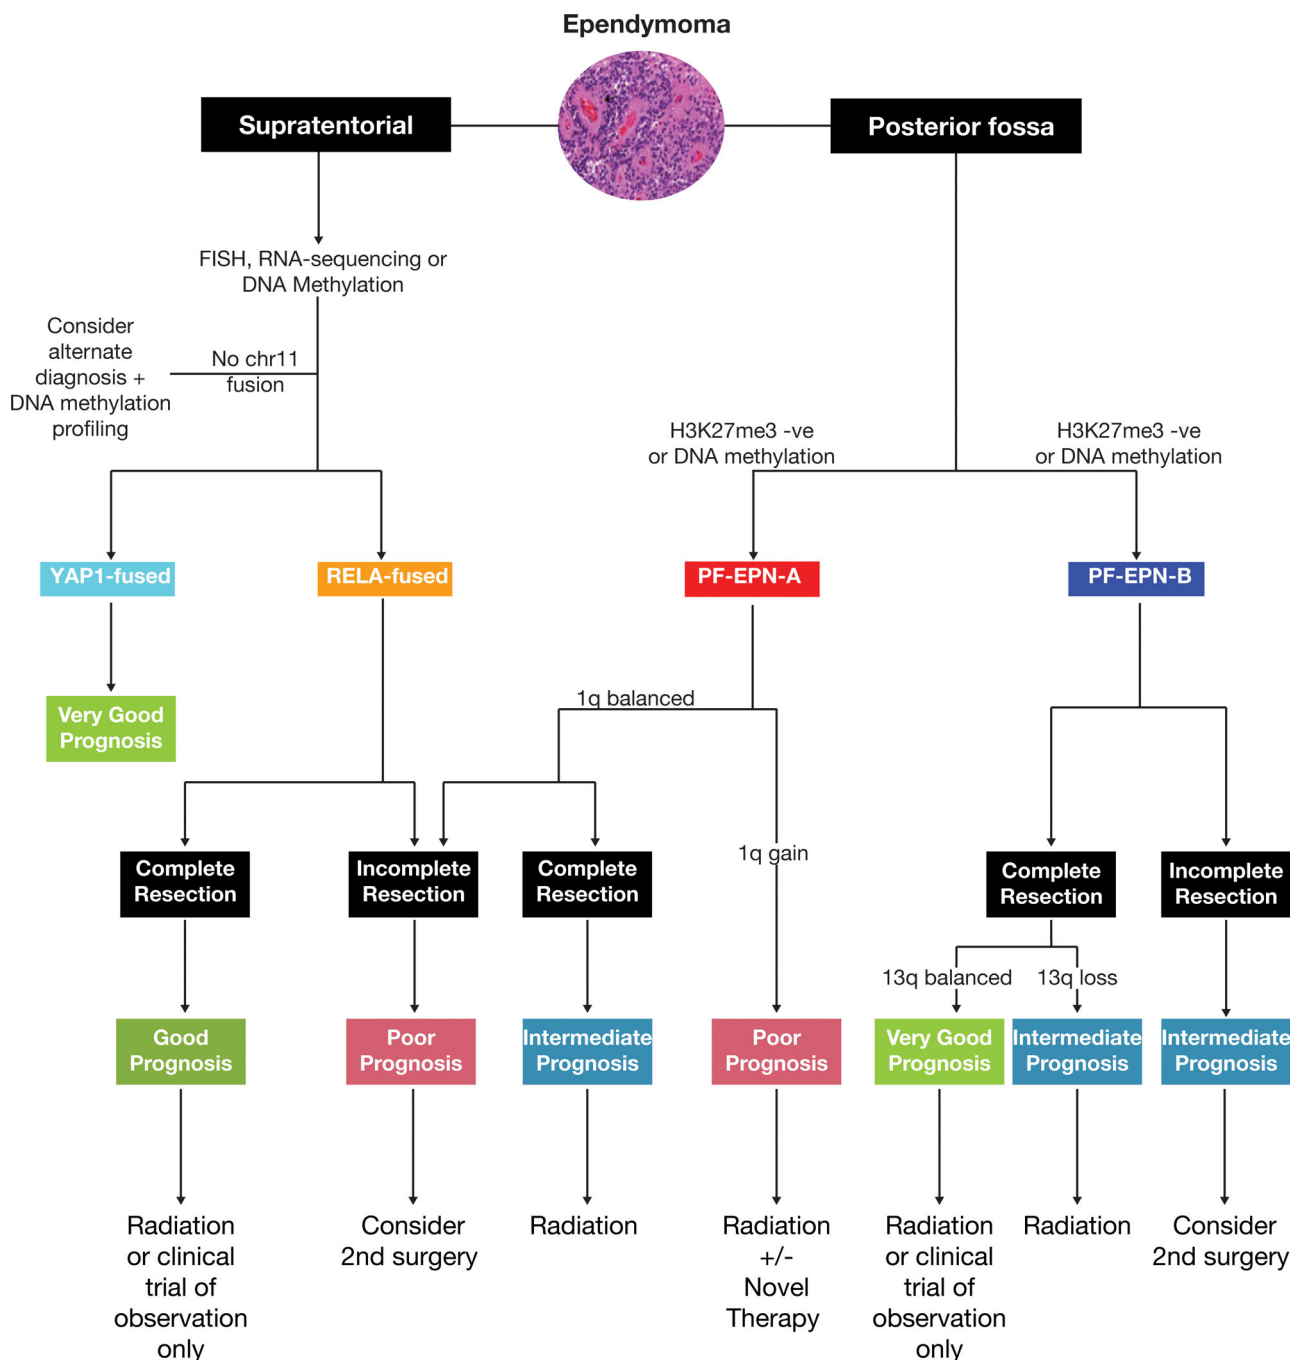 Ependymoma
Supratentorial
Posterior fossa
FISH, RNA-sequencing or
DNA Methylation
Consider
alternate
diagnosis +
DNA methylation
profiling
No chr11
fusion
H3K27me3 -ve
or DNA methylation
H3K27me3 -ve
or DNA methylation
YAP1-fused
RELA-fused
PF-EPN-A
PF-EPN-B
Very Good
Prognosis
1q balanced
1q gain
Complete
Resection
Incomplete
Resection
Complete
Resection
Complete
Resection
Incomplete
Resection
13q balanced
13q loss
Good
Prognosis
Poor
Prognosis
Intermediate
Prognosis
Poor
Prognosis
Very Good
Prognosis
Intermediate
Prognosis
Intermediate
Prognosis
Radiation
or clinical
trial of
observation
only
Consider
2nd surgery
Radiation
Radiation
+/-
Novel
Therapy
Radiation
or clinical
trial of
observation
only
Radiation
Consider
2nd surgery